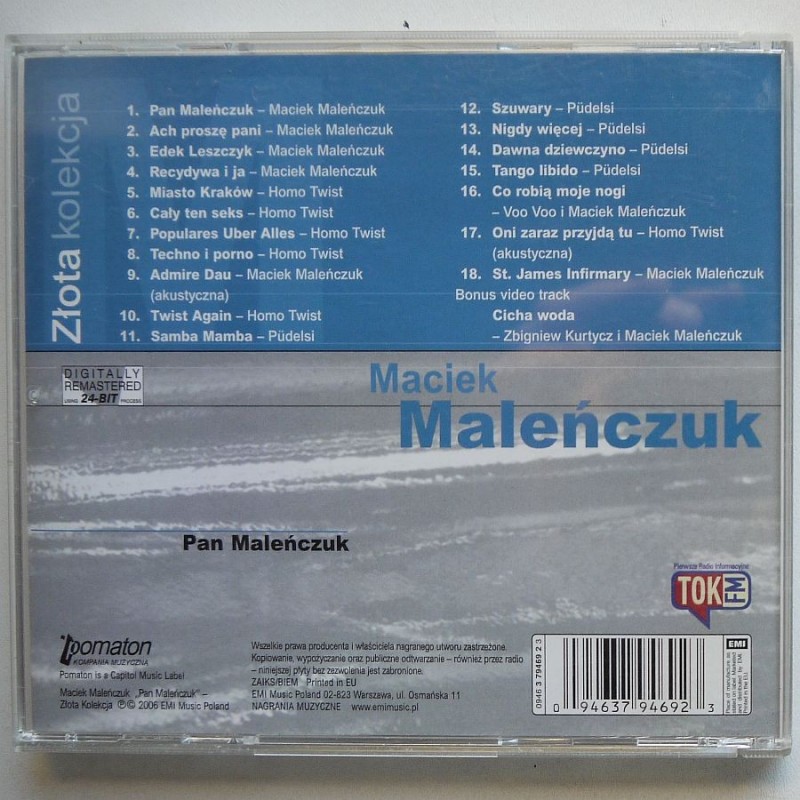 Złota kolekcja
1. Pan Maleńczuk – Maciek Maleńczuk
2. Ach proszę pani – Maciek Maleńczuk
3. Edek Leszczyk – Maciek Maleńczuk
4. Recydywa i ja – Maciek Maleńczuk
5. Miasto Kraków – Homo Twist
6. Cały ten seks – Homo Twist
7. Populares Uber Alles – Homo Twist
8. Techno i porno – Homo Twist
9. Admire Dau – Maciek Maleńczuk
(akustyczna)
10. Twist Again – Homo Twist
11. Samba Mamba – Püdelsi
12. Szuwary – Püdelsi
13. Nigdy więcej – Püdelsi
14. Dawna dziewczyno – Püdelsi
15. Tango libido – Püdelsi
16. Co robią moje nogi
– Voo Voo i Maciek Maleńczuk
17. Oni zaraz przyjdą tu – Homo Twist
(akustyczna)
18. St. James Infirmary – Maciek Maleńczuk
Bonus video track
Cicha woda
– Zbigniew Kurtycz i Maciek Maleńczuk
DIGITALLY
REMASTERED
USING 24-BIT PROCESS
Maciek
Maleńczuk
Pan Maleńczuk
Pierwsze Radio Informacyjne
TOK FM
pomaton
KOMPANIA MUZYCZNA
Pomaton is a Capitol Music Label
Maciek Maleńczuk „Pan Maleńczuk” –
Złota Kolekcja ℗© 2006 EMI Music Poland
Wszelkie prawa producenta i właściciela nagranego utworu zastrzeżone.
Kopiowanie, wypożyczanie oraz publiczne odtwarzanie – również przez radio
– niniejszej płyty bez zezwolenia jest zabronione.
ZAIKS/BIEM Printed in EU
EMI Music Poland 02-823 Warszawa, ul. Osmańska 11
NAGRANIA MUZYCZNE www.emimusic.pl
0946 3 79469 2 3
0 94637 94692 3
EMI